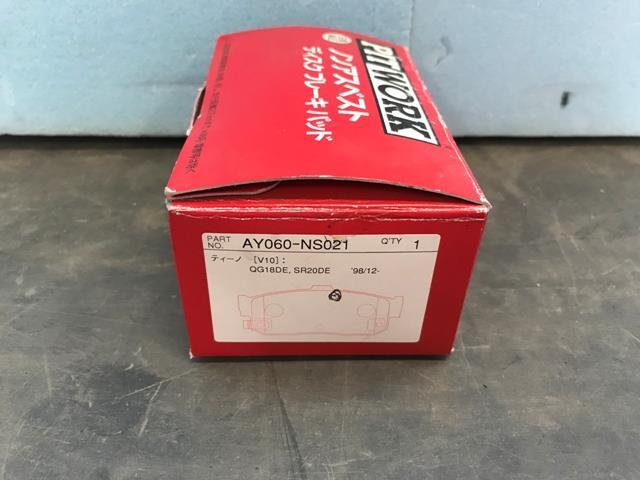 PITWORK
ノンアスベスト
ディスクブレーキパッド
PART NO. AY060-NS021 Q'TY 1
ティーノ [V10]:
QG18DE, SR20DE '98/12-